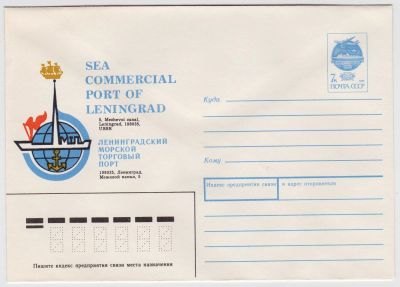 SEA
COMMERCIAL
PORT OF
LENINGRAD
5, Mezhevoi canal,
Leningrad, 198035,
USSR
ЛЕНИНГРАДСКИЙ
МОРСКОЙ
ТОРГОВЫЙ
ПОРТ
198035, Ленинград,
Межевой канал, 5
7к
ПОЧТА СССР
Куда
Кому
Индекс предприятия связи и адрес отправителя
Пишите индекс предприятия связи места назначения